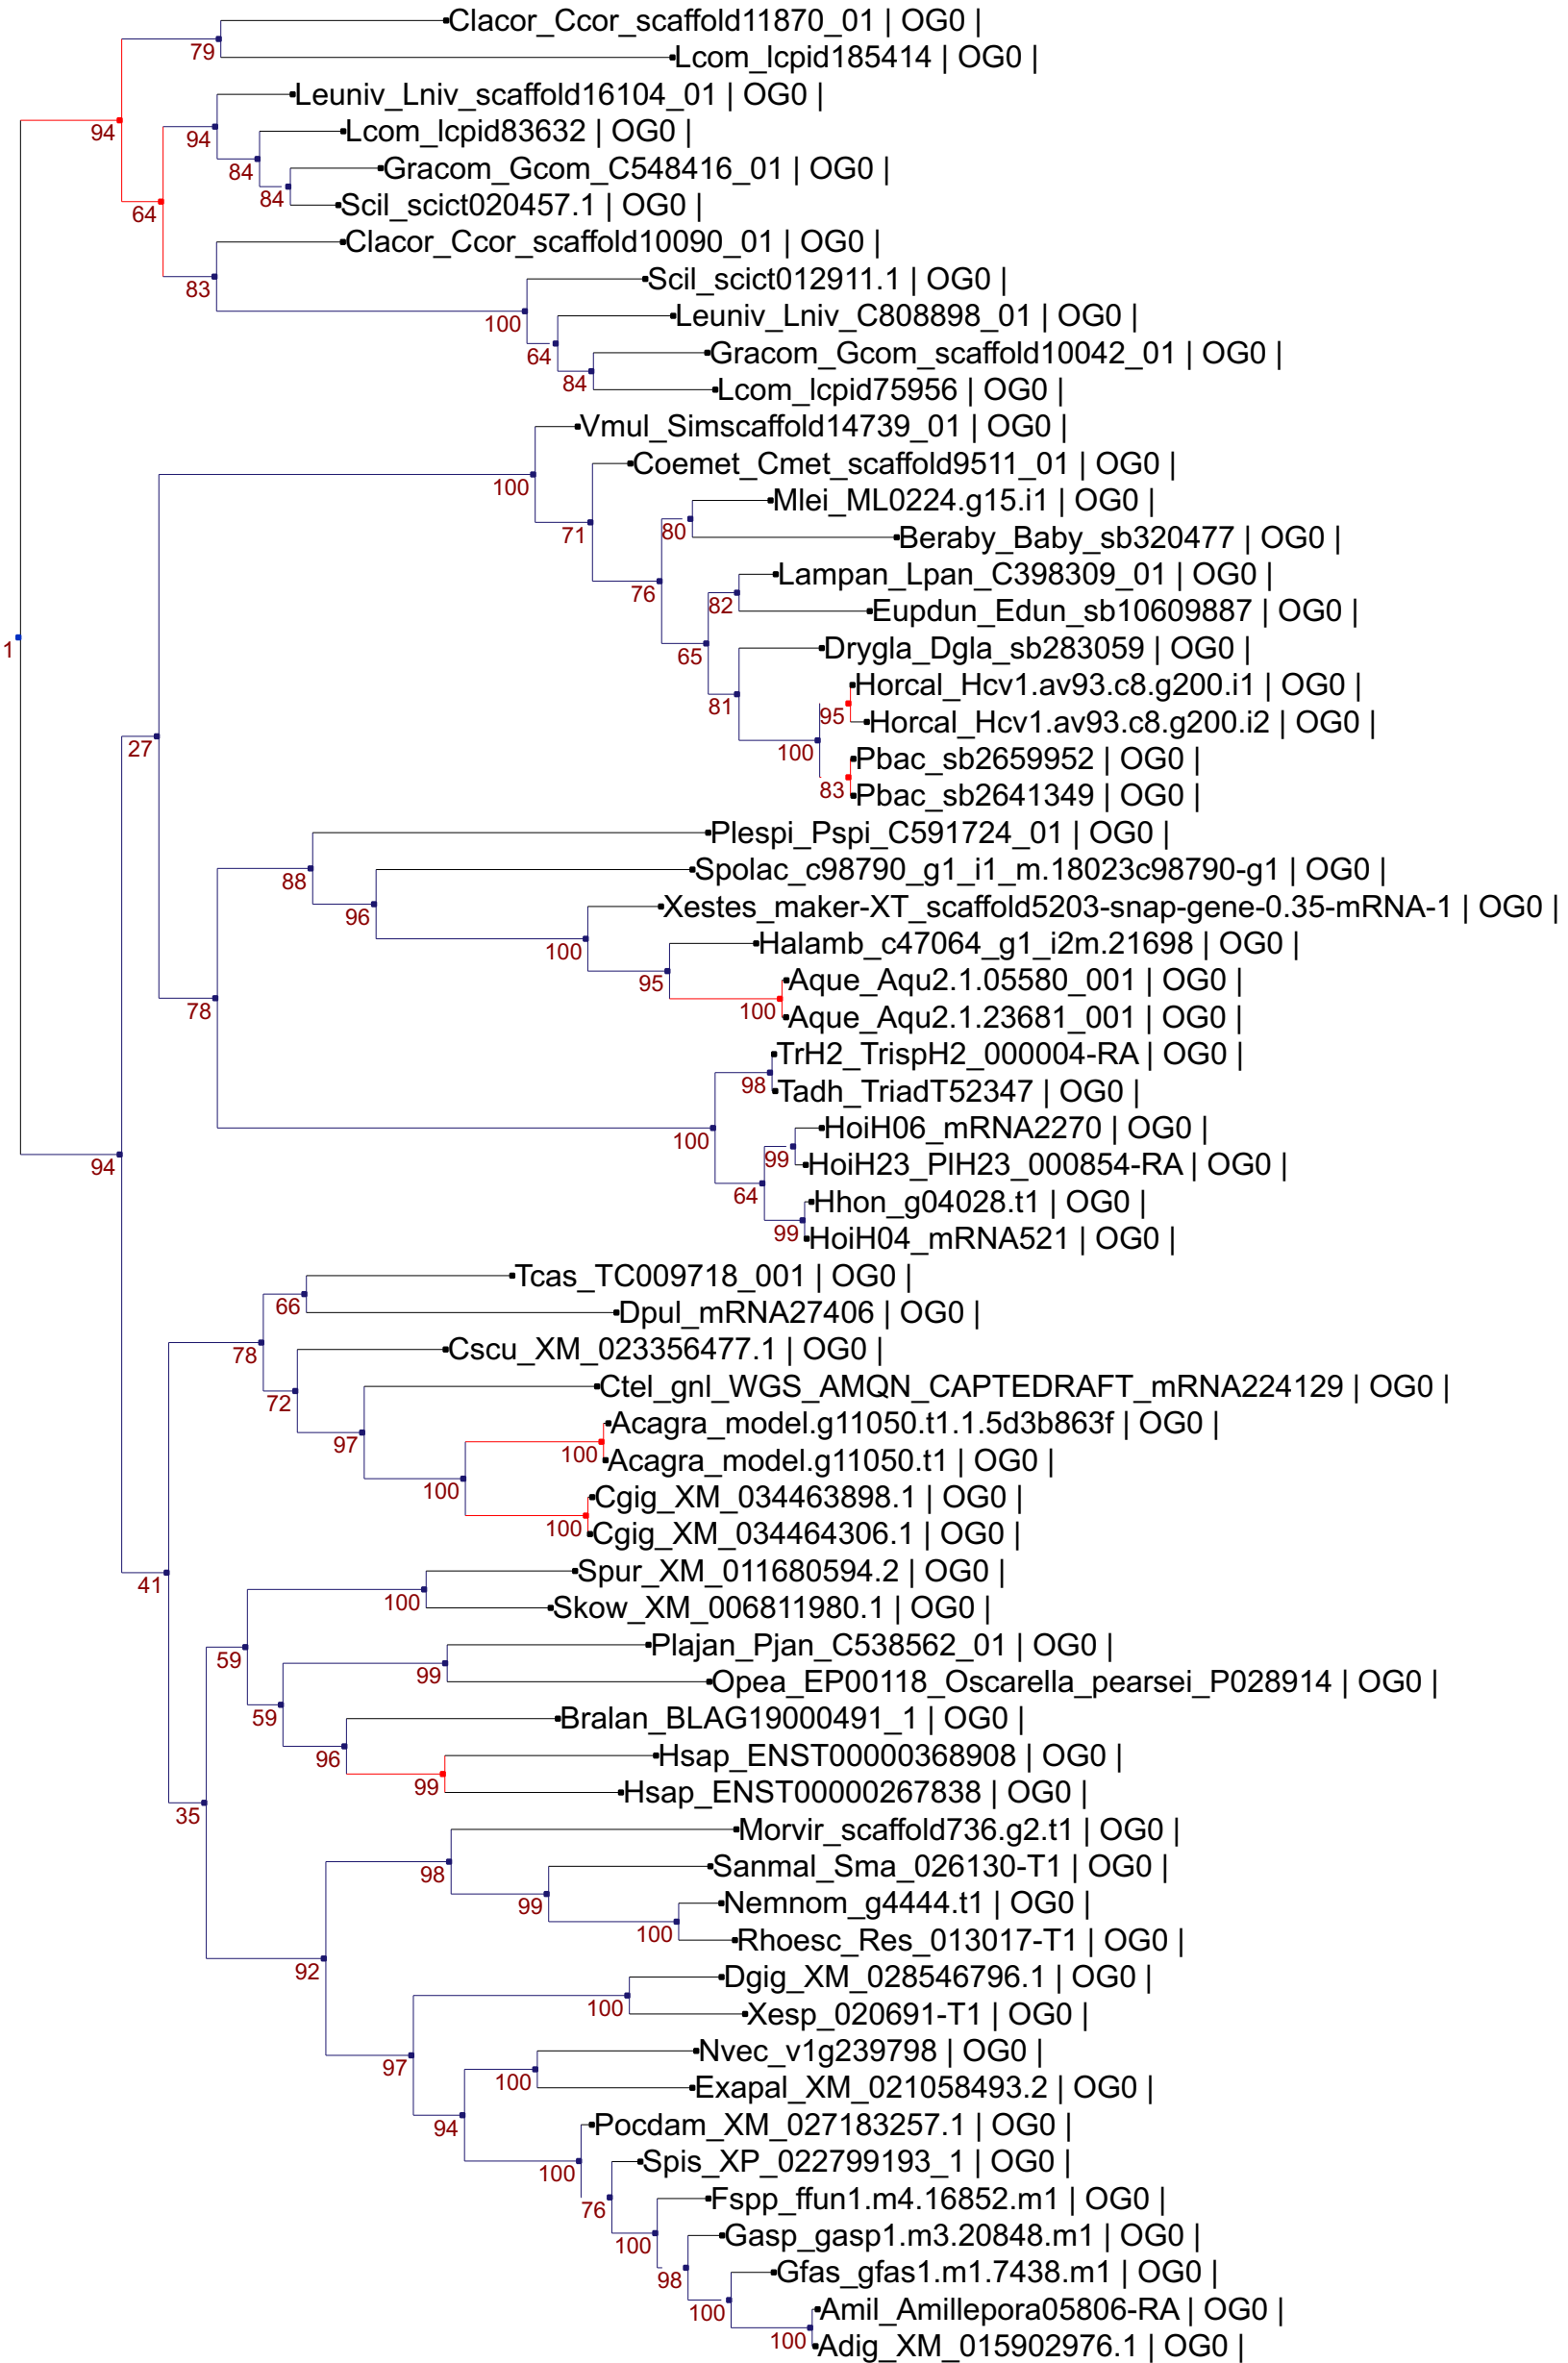 Clacor_Ccor_scaffold11870_01 | OG0 |
79
Lcom_lcpid185414 | OG0 |
Leuniv_Lniv_scaffold16104_01 | OG0 |
94
94
Lcom_lcpid83632 | OG0 |
84
Gracom_Gcom_C548416_01 | OG0 |
84
Scil_scict020457.1 | OG0 |
64
Clacor_Ccor_scaffold10090_01 | OG0 |
83
Scil_scict012911.1 | OG0 |
100
Leuniv_Lniv_C808898_01 | OG0 |
64
Gracom_Gcom_scaffold10042_01 | OG0 |
84
Lcom_lcpid75956 | OG0 |
Vmul_Simscaffold14739_01 | OG0 |
Coemet_Cmet_scaffold9511_01 | OG0 |
100
Mlei_ML0224.g15.i1 | OG0 |
71
80
Beraby_Baby_sb320477 | OG0 |
Lampan_Lpan_C398309_01 | OG0 |
76
82
Eupdun_Edun_sb10609887 | OG0 |
1
Drygla_Dgla_sb283059 | OG0 |
65
Horcal_Hcv1.av93.c8.g200.i1 | OG0 |
81
95
Horcal_Hcv1.av93.c8.g200.i2 | OG0 |
27
100
Pbac_sb2659952 | OG0 |
83
Pbac_sb2641349 | OG0 |
Plespi_Pspi_C591724_01 | OG0 |
88
Spolac_c98790_g1_i1_m.18023c98790-g1 | OG0 |
96
Xestes_maker-XT_scaffold5203-snap-gene-0.35-mRNA-1 | OG0 |
100
Halamb_c47064_g1_i2m.21698 | OG0 |
95
Aque_Aqu2.1.05580_001 | OG0 |
78
100
Aque_Aqu2.1.23681_001 | OG0 |
TrH2_TrispH2_000004-RA | OG0 |
98
Tadh_TriadT52347 | OG0 |
100
HoiH06_mRNA2270 | OG0 |
94
99
HoiH23_PlH23_000854-RA | OG0 |
64
Hhon_g04028.t1 | OG0 |
99
HoiH04_mRNA521 | OG0 |
Tcas_TC009718_001 | OG0 |
66
Dpul_mRNA27406 | OG0 |
78
Cscu_XM_023356477.1 | OG0 |
72
Ctel_gnl_WGS_AMQN_CAPTEDRAFT_mRNA224129 | OG0 |
97
Acagra_model.g11050.t1.1.5d3b863f | OG0 |
100
Acagra_model.g11050.t1 | OG0 |
100
Cgig_XM_034463898.1 | OG0 |
100
Cgig_XM_034464306.1 | OG0 |
41
Spur_XM_011680594.2 | OG0 |
100
Skow_XM_006811980.1 | OG0 |
59
Plajan_Pjan_C538562_01 | OG0 |
99
Opea_EP00118_Oscarella_pearsei_P028914 | OG0 |
59
Bralan_BLAG19000491_1 | OG0 |
96
Hsap_ENST00000368908 | OG0 |
99
Hsap_ENST00000267838 | OG0 |
35
Morvir_scaffold736.g2.t1 | OG0 |
98
Sanmal_Sma_026130-T1 | OG0 |
99
Nemnom_g4444.t1 | OG0 |
100
Rhoesc_Res_013017-T1 | OG0 |
92
Dgig_XM_028546796.1 | OG0 |
100
Xesp_020691-T1 | OG0 |
97
Nvec_v1g239798 | OG0 |
100
Exapal_XM_021058493.2 | OG0 |
94
Pocdam_XM_027183257.1 | OG0 |
100
Spis_XP_022799193_1 | OG0 |
76
Fspp_ffun1.m4.16852.m1 | OG0 |
100
Gasp_gasp1.m3.20848.m1 | OG0 |
98
Gfas_gfas1.m1.7438.m1 | OG0 |
100
Amil_Amillepora05806-RA | OG0 |
100
Adig_XM_015902976.1 | OG0 |